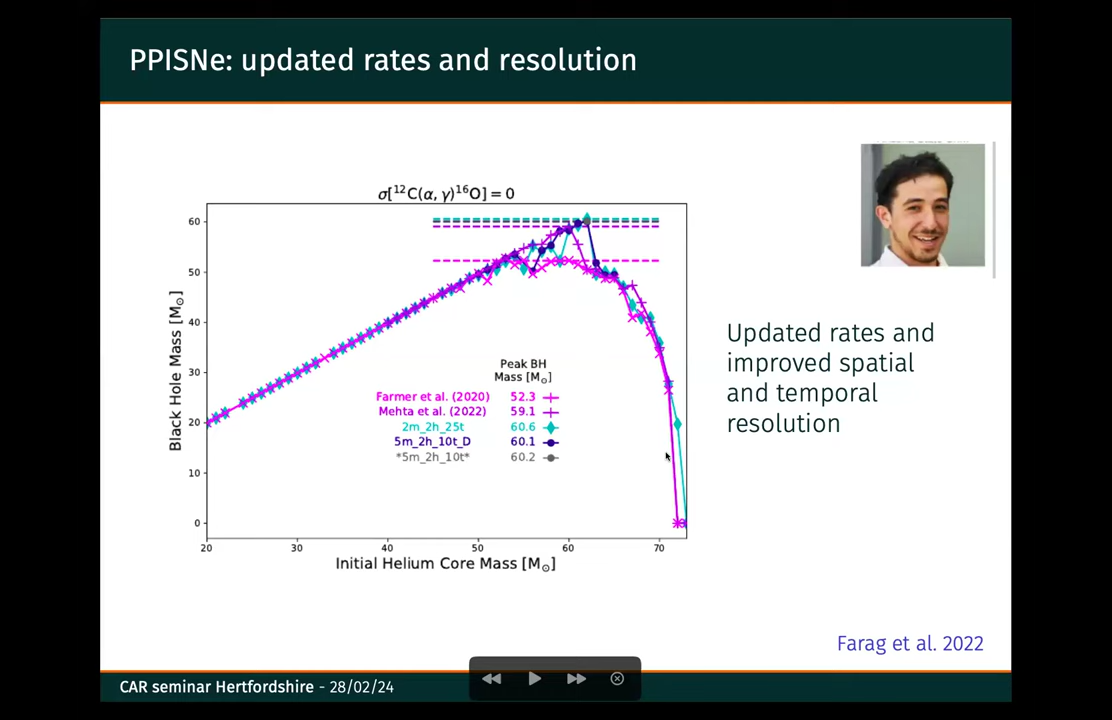 PPISNe: updated rates and resolution
σ[¹²C(α, γ)¹⁶O] = 0
Black Hole Mass [M⊙]
60
50
40
30
20
10
0
Peak BH
Mass [M⊙]
Farmer et al. (2020) 52.3
Mehta et al. (2022) 59.1
2m_2h_25t 60.6
5m_2h_10t_D 60.1
*5m_2h_10t* 60.2
20 30 40 50 60 70
Initial Helium Core Mass [M⊙]
Updated rates and
improved spatial
and temporal
resolution
Farag et al. 2022
CAR seminar Hertfordshire - 28/02/24